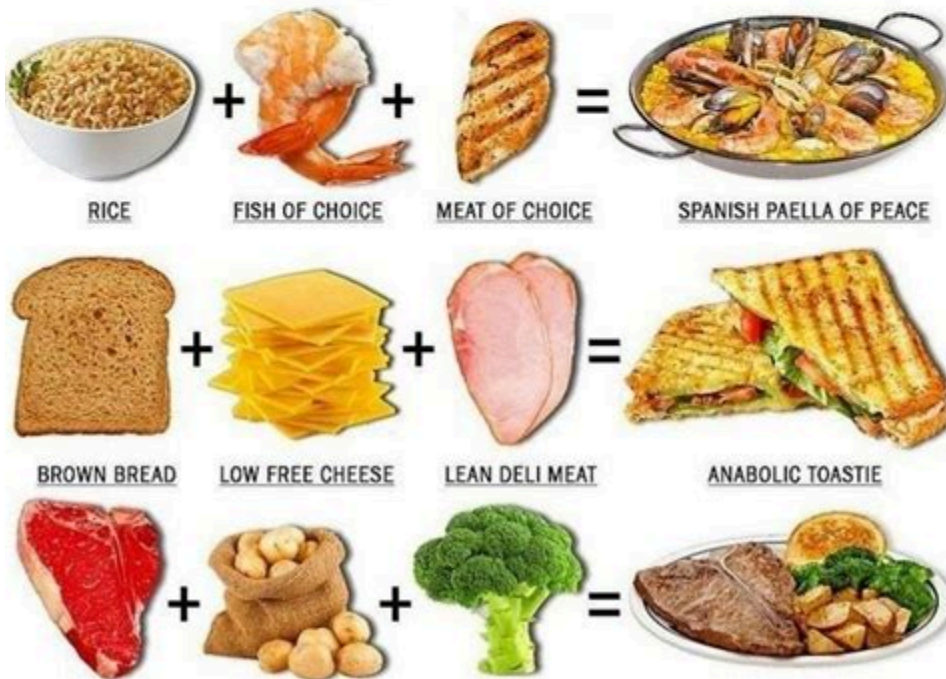 RICE
FISH OF CHOICE
MEAT OF CHOICE
SPANISH PAELLA OF PEACE
BROWN BREAD
LOW FREE CHEESE
LEAN DELI MEAT
ANABOLIC TOASTIE